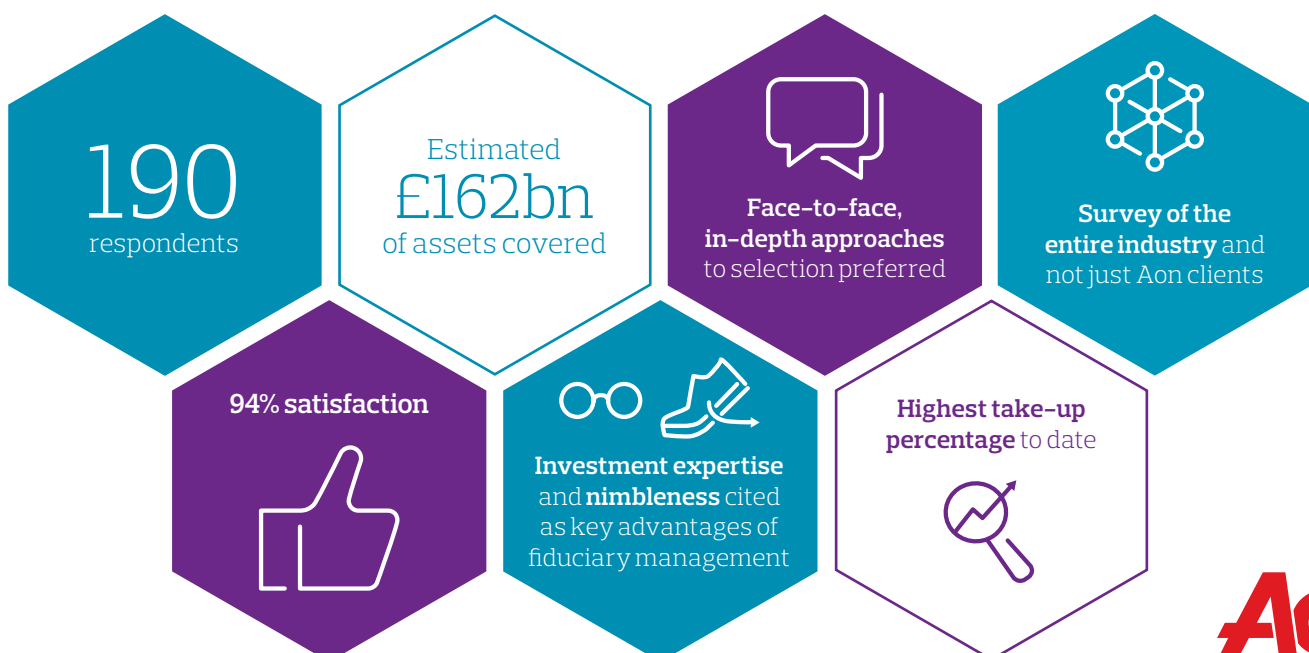 190
respondents
Estimated
£162bn
of assets covered
Face-to-face,
in-depth approaches
to selection preferred
Survey of the
entire industry and
not just Aon clients
94% satisfaction
Investment expertise
and nimbleness cited
as key advantages of
fiduciary management
Highest take-up
percentage to date